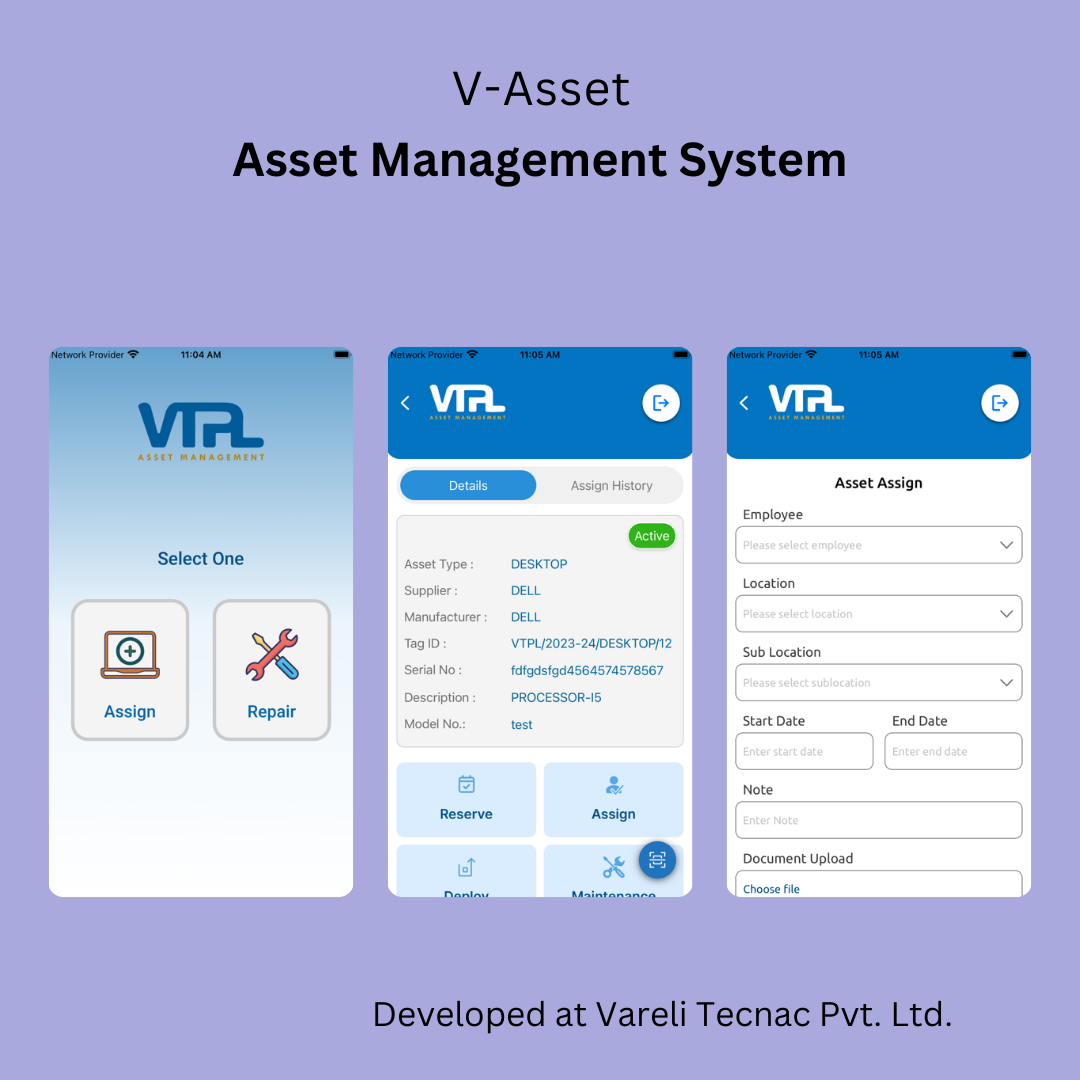 V-Asset
Asset Management System
Network Provider 11:04 AM
VTPL
ASSET MANAGEMENT
Select One
Assign Repair
Network Provider 11:05 AM
VTPL
ASSET MANAGEMENT
Details Assign History
Active
Asset Type : DESKTOP
Supplier : DELL
Manufacturer : DELL
Tag ID : VTPL/2023-24/DESKTOP/12
Serial No : fdfgdsfgd4564574578567
Description : PROCESSOR-I5
Model No.: test
Reserve Assign
Deploy Maintenance
Network Provider 11:05 AM
VTPL
ASSET MANAGEMENT
Asset Assign
Employee
Please select employee
Location
Please select location
Sub Location
Please select sublocation
Start Date End Date
Enter start date Enter end date
Note
Enter Note
Document Upload
Choose file
Developed at Vareli Tecnac Pvt. Ltd.